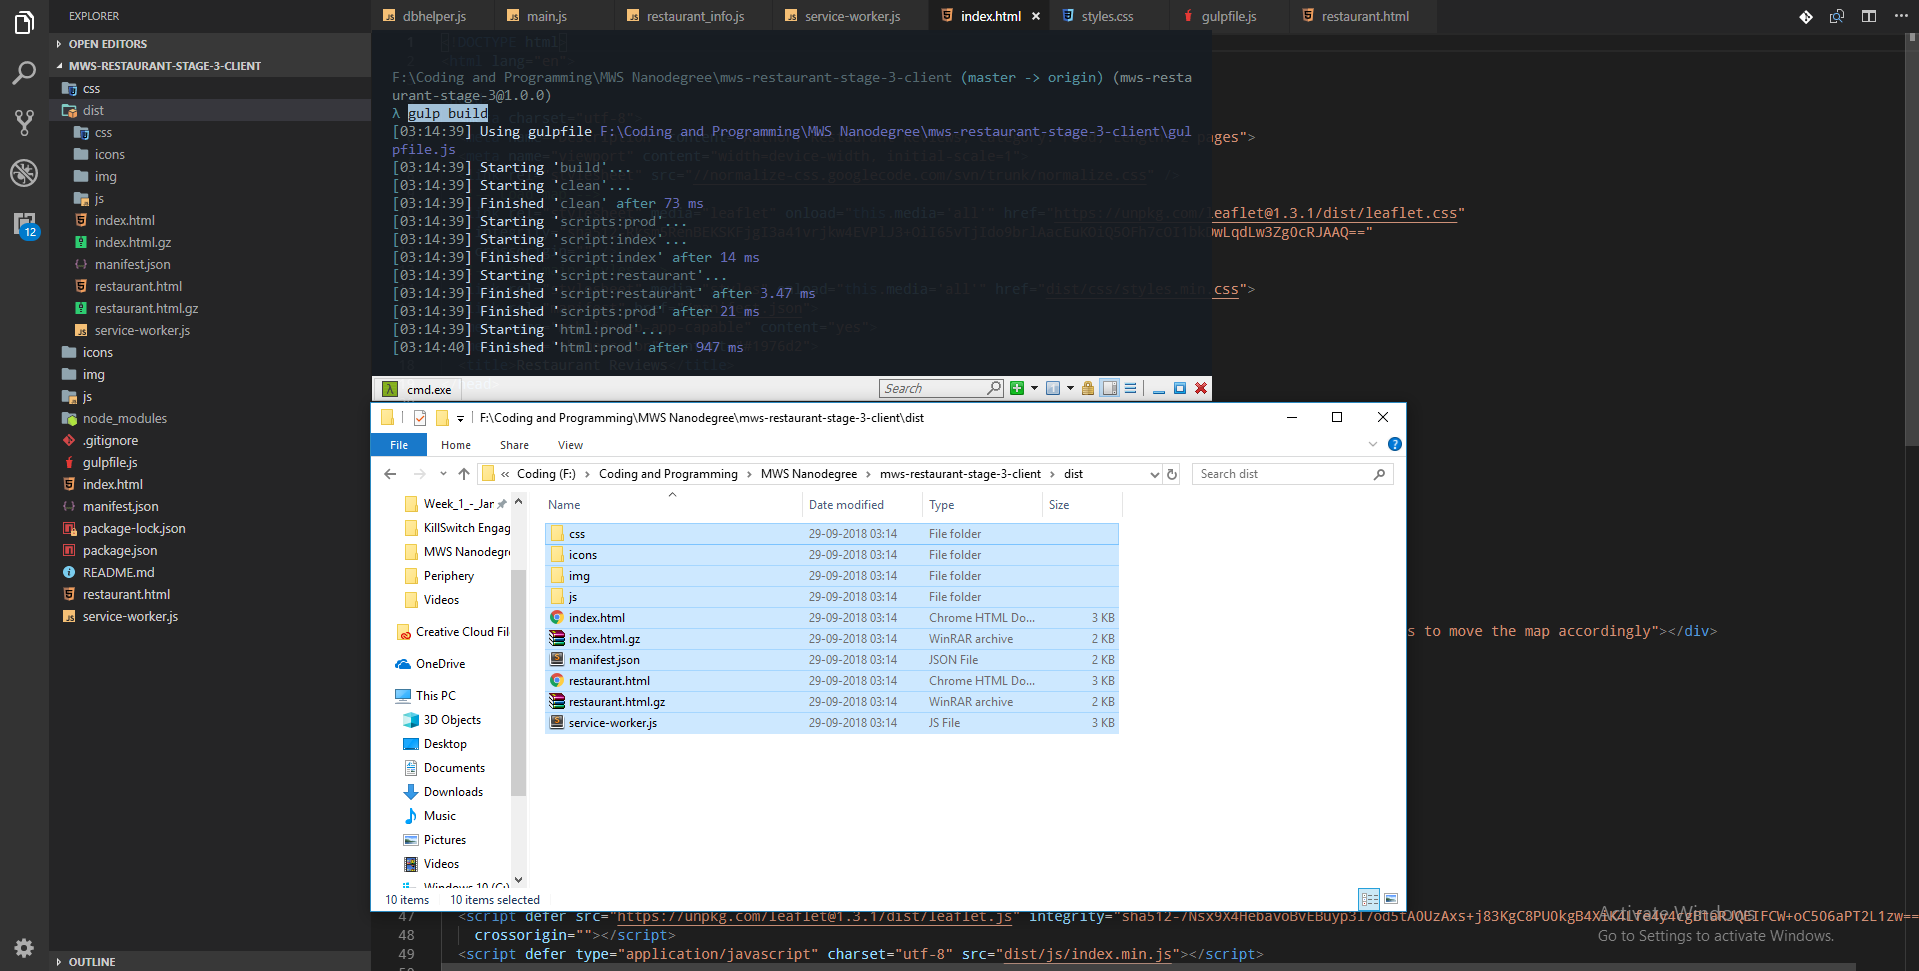 EXPLORER
OPEN EDITORS
MWS-RESTAURANT-STAGE-3-CLIENT
css
dist
css
icons
img
js
index.html
index.html.gz
manifest.json
restaurant.html
restaurant.html.gz
service-worker.js
icons
img
js
node_modules
.gitignore
gulpfile.js
index.html
manifest.json
package-lock.json
package.json
README.md
restaurant.html
service-worker.js
OUTLINE
12
dbhelper.js main.js restaurant_info.js service-worker.js index.html styles.css gulpfile.js restaurant.html
F:\Coding and Programming\MWS Nanodegree\mws-restaurant-stage-3-client (master -> origin) (mws-resta
urant-stage-3@1.0.0)
λ gulp build
[03:14:39] Using gulpfile F:\Coding and Programming\MWS Nanodegree\mws-restaurant-stage-3-client\gul
pfile.js
[03:14:39] Starting 'build'...
[03:14:39] Starting 'clean'...
[03:14:39] Finished 'clean' after 73 ms
[03:14:39] Starting 'scripts:prod'...
[03:14:39] Starting 'script:index'...
[03:14:39] Finished 'script:index' after 14 ms
[03:14:39] Starting 'script:restaurant'...
[03:14:39] Finished 'script:restaurant' after 3.47 ms
[03:14:39] Finished 'scripts:prod' after 21 ms
[03:14:39] Starting 'html:prod'...
[03:14:40] Finished 'html:prod' after 947 ms
pages">
leaflet@1.3.1/dist/leaflet.css"
wLqdLw3ZgOcRJAAQ=="
css">
λ cmd.exe Search
F:\Coding and Programming\MWS Nanodegree\mws-restaurant-stage-3-client\dist
File Home Share View
« Coding (F:) › Coding and Programming › MWS Nanodegree › mws-restaurant-stage-3-client › dist Search dist
Week_1_-_Jar
KillSwitch Engag
MWS Nanodegre
Periphery
Videos
Creative Cloud Fil
OneDrive
This PC
3D Objects
Desktop
Documents
Downloads
Music
Pictures
Videos
Windows 10 (C:)
Name Date modified Type Size
css 29-09-2018 03:14 File folder
icons 29-09-2018 03:14 File folder
img 29-09-2018 03:14 File folder
js 29-09-2018 03:14 File folder
index.html 29-09-2018 03:14 Chrome HTML Do... 3 KB
index.html.gz 29-09-2018 03:14 WinRAR archive 2 KB
manifest.json 29-09-2018 03:14 JSON File 2 KB
restaurant.html 29-09-2018 03:14 Chrome HTML Do... 3 KB
restaurant.html.gz 29-09-2018 03:14 WinRAR archive 2 KB
service-worker.js 29-09-2018 03:14 JS File 3 KB
10 items 10 items selected
s to move the map accordingly"></div>
47 <script defer src="https://unpkg.com/leaflet@1.3.1/dist/leaflet.js"
48 crossorigin=""></script>
49 <script defer type="application/javascript" charset="utf-8" src="dist/js/index.min.js"></script>
Activate Windows
Go to Settings to activate Windows.